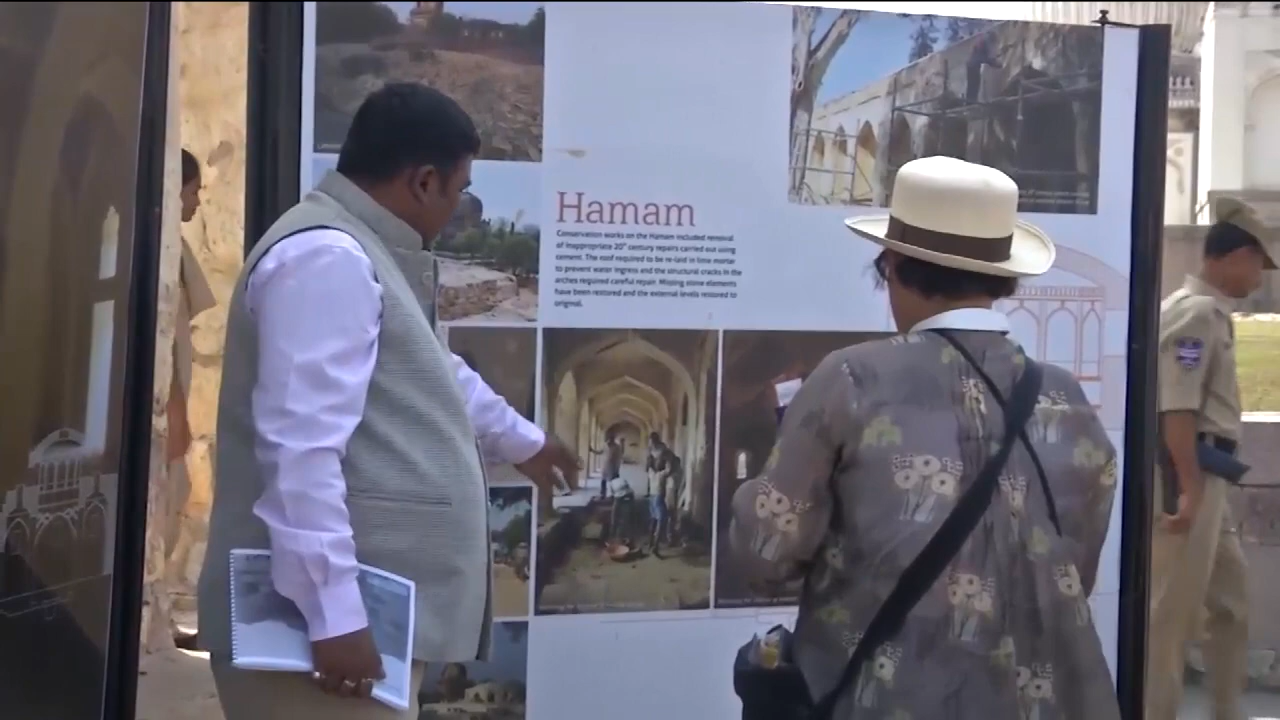 Hamam
Conservation works on the Hamam included removal
of inappropriate 20th century repairs carried out using
cement. The roof required to be re-laid in lime mortar
to prevent water ingress and the structural cracks in the
arches required careful repair. Missing stone elements
have been restored and the external levels restored to
original.